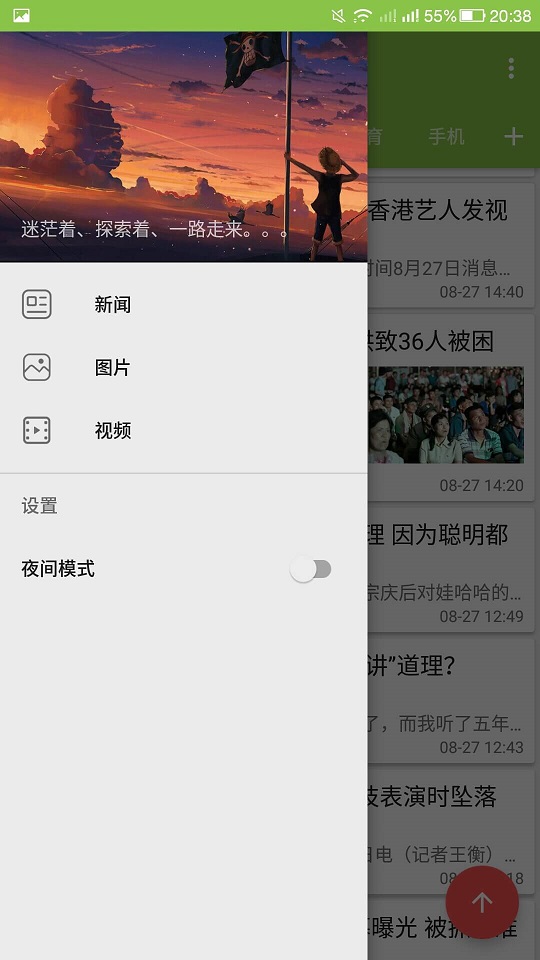 55% 20:38
育 手机
迷茫着、探索着、一路走来。。。
新闻
图片
视频
设置
夜间模式
香港艺人发视
时间8月27日消息…
08-27 14:40
致36人被困
08-27 14:20
理 因为聪明都
宗庆后对娃哈哈的…
08-27 12:49
讲”道理？
了，而我听了五年…
08-27 12:43
技表演时坠落
日电（记者王衡）…
08 18
曝光 被抓